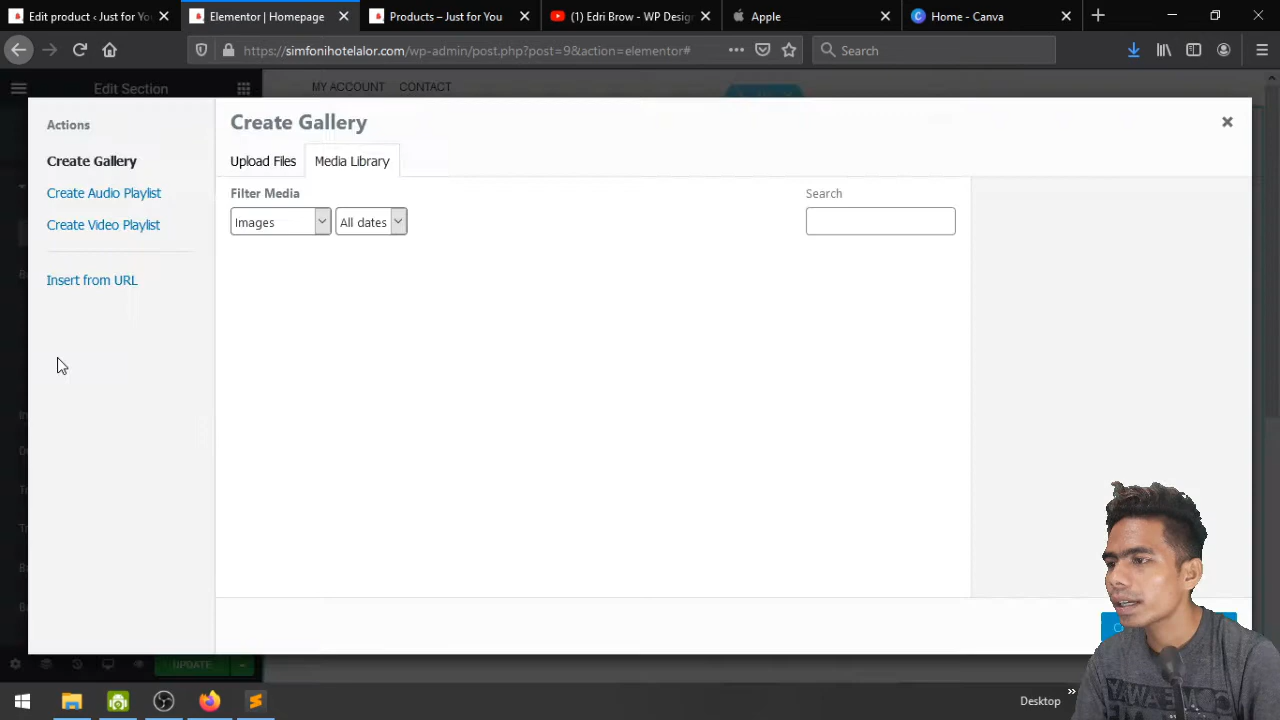 Edit product ‹ Just for Yo
Elementor | Homepage
Products – Just for You
(1) Edri Brow - WP Desig
Apple
Home - Canva
https://simfonihotelalor.com/wp-admin/post.php?post=9&action=elementor#
Search
Edit Section
MY ACCOUNT
CONTACT
Actions
Create Gallery
Create Audio Playlist
Create Video Playlist
Insert from URL
Create Gallery
Upload Files
Media Library
Filter Media
Images
All dates
Search
UPDATE
Desktop